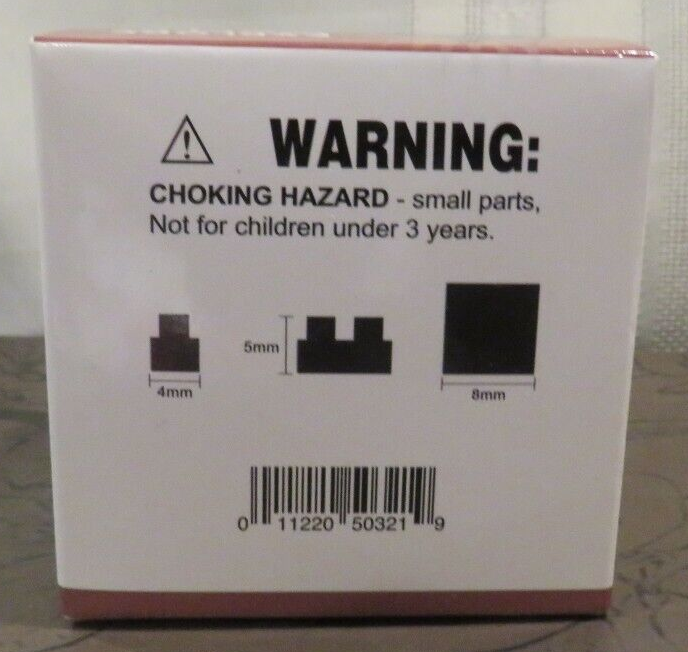 WARNING:
CHOKING HAZARD - small parts,
Not for children under 3 years.
5mm
4mm
8mm
0 11220 50321 9